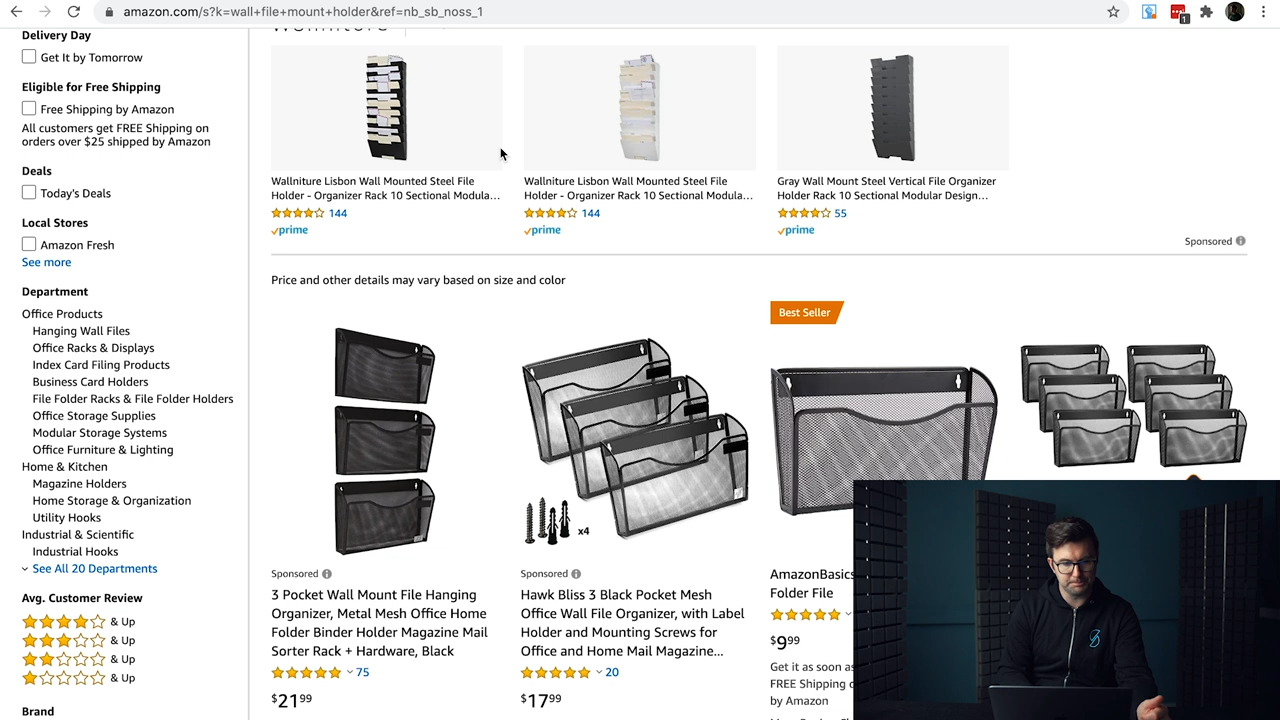 amazon.com/s?k=wall+file+mount+holder&ref=nb_sb_noss_1
1
Delivery Day
Get It by Tomorrow
Eligible for Free Shipping
Free Shipping by Amazon
All customers get FREE Shipping on
orders over $25 shipped by Amazon
Deals
Today's Deals
Local Stores
Amazon Fresh
See more
Department
Office Products
Hanging Wall Files
Office Racks & Displays
Index Card Filing Products
Business Card Holders
File Folder Racks & File Folder Holders
Office Storage Supplies
Modular Storage Systems
Office Furniture & Lighting
Home & Kitchen
Magazine Holders
Home Storage & Organization
Utility Hooks
Industrial & Scientific
Industrial Hooks
See All 20 Departments
Avg. Customer Review
& Up
& Up
& Up
& Up
Brand
Wallniture Lisbon Wall Mounted Steel File
Holder - Organizer Rack 10 Sectional Modula...
144
prime
Wallniture Lisbon Wall Mounted Steel File
Holder - Organizer Rack 10 Sectional Modula...
144
prime
Gray Wall Mount Steel Vertical File Organizer
Holder Rack 10 Sectional Modular Design...
55
prime
Sponsored
Price and other details may vary based on size and color
Sponsored
3 Pocket Wall Mount File Hanging
Organizer, Metal Mesh Office Home
Folder Binder Holder Magazine Mail
Sorter Rack + Hardware, Black
75
$21.99
x4
Sponsored
Hawk Bliss 3 Black Pocket Mesh
Office Wall File Organizer, with Label
Holder and Mounting Screws for
Office and Home Mail Magazine...
20
$17.99
Best Seller
AmazonBasics
Folder File
$9.99
Get it as soon as
FREE Shipping
by Amazon